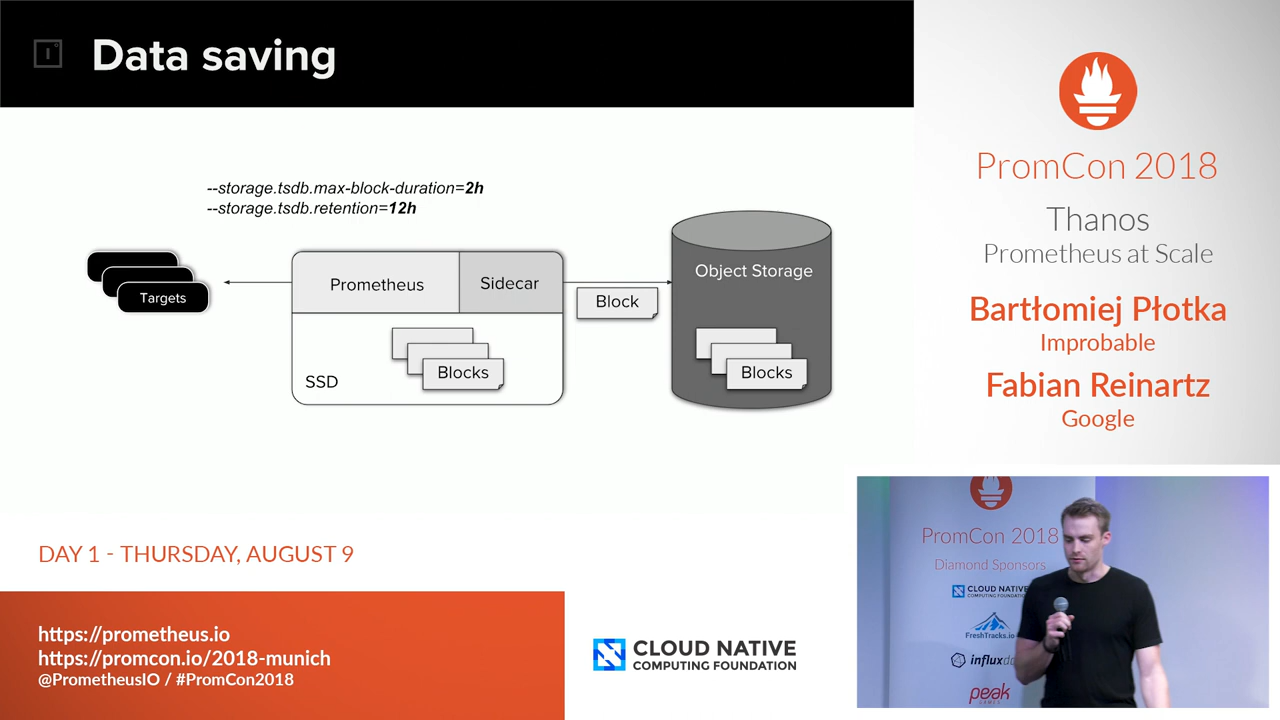 Data saving
--storage.tsdb.max-block-duration=2h
--storage.tsdb.retention=12h
Targets
Prometheus
Sidecar
SSD
Blocks
Block
Object Storage
Blocks
PromCon 2018
Thanos
Prometheus at Scale
Bartłomiej Płotka
Improbable
Fabian Reinartz
Google
DAY 1 - THURSDAY, AUGUST 9
https://prometheus.io
https://promcon.io/2018-munich
@PrometheusIO / #PromCon2018
CLOUD NATIVE
COMPUTING FOUNDATION
PromCon 2018
Diamond Sponsors
CLOUD NATIVE
COMPUTING FOUNDATION
FreshTracks.io
influxd
peak